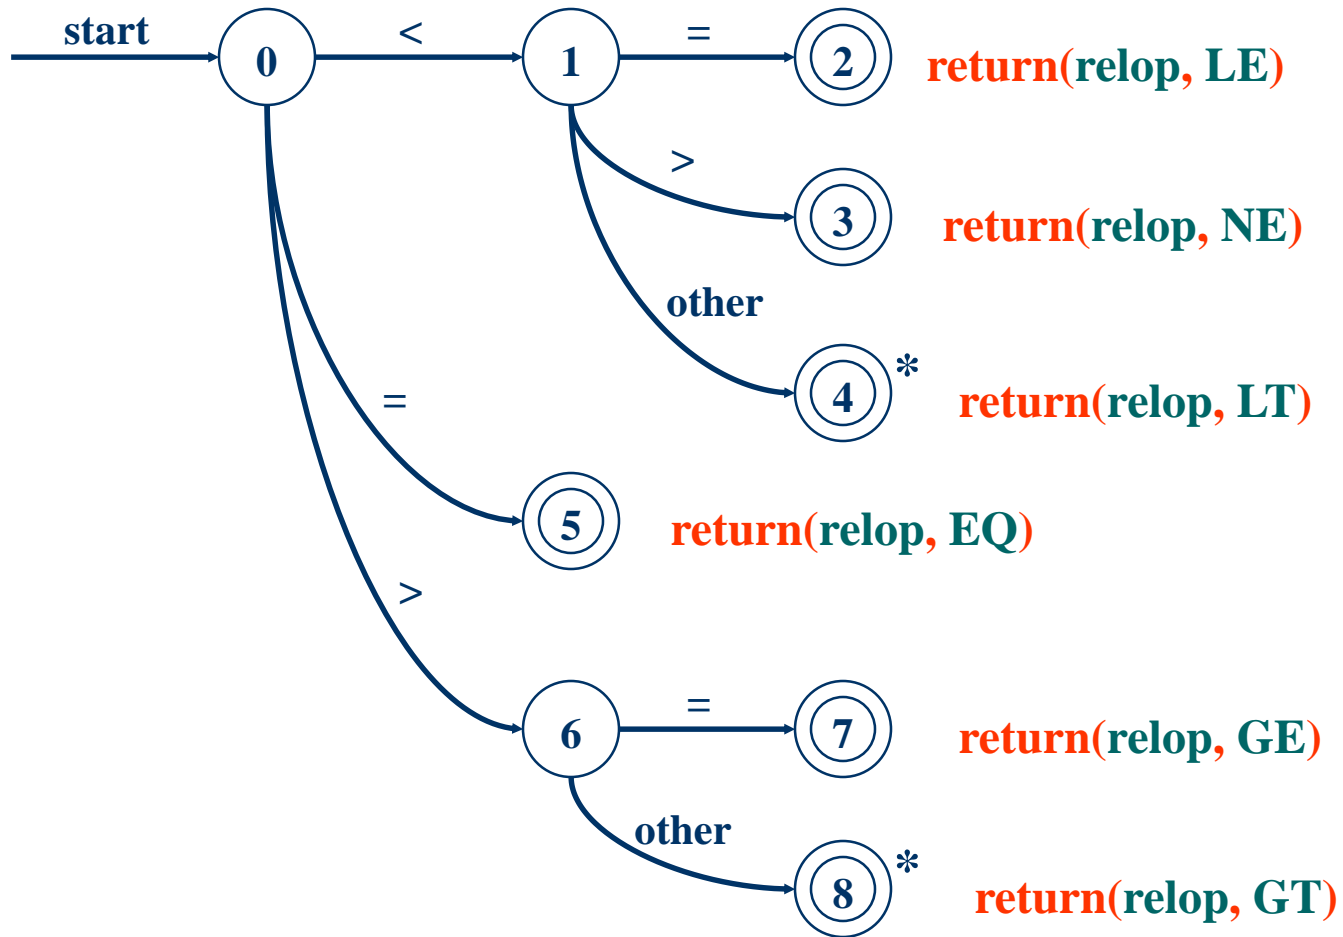 start 0 < 1 = 2 return(relop, LE)
> 3 return(relop, NE)
other 4 * return(relop, LT)
= 5 return(relop, EQ)
> 6 = 7 return(relop, GE)
other 8 * return(relop, GT)